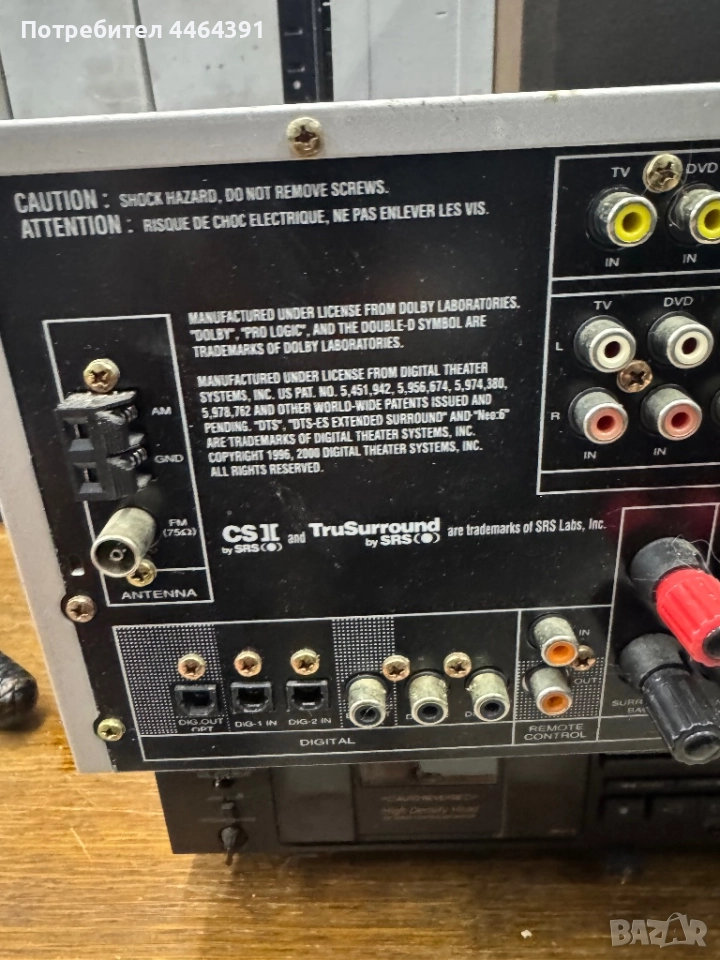 Потребител 4464391
CAUTION : SHOCK HAZARD, DO NOT REMOVE SCREWS.
ATTENTION : RISQUE DE CHOC ELECTRIQUE, NE PAS ENLEVER LES VIS.
TV DVD
IN IN
MANUFACTURED UNDER LICENSE FROM DOLBY LABORATORIES.
"DOLBY", "PRO LOGIC", AND THE DOUBLE-D SYMBOL ARE
TRADEMARKS OF DOLBY LABORATORIES.
MANUFACTURED UNDER LICENSE FROM DIGITAL THEATER
SYSTEMS, INC. US PAT. NO. 5,451,942, 5,956,674, 5,974,380,
5,978,762 AND OTHER WORLD-WIDE PATENTS ISSUED AND
PENDING. "DTS", "DTS-ES EXTENDED SURROUND" AND "Neo:6"
ARE TRADEMARKS OF DIGITAL THEATER SYSTEMS, INC.
COPYRIGHT 1996, 2000 DIGITAL THEATER SYSTEMS, INC.
ALL RIGHTS RESERVED.
TV DVD
L
R
IN IN
AM
GND
FM
(75Ω)
ANTENNA
CS II and TruSurround are trademarks of SRS Labs, Inc.
by SRS by SRS
IN
OUT
DIG.OUT
OPT
DIG-1 IN
DIG-2 IN
DIGITAL
REMOTE
CONTROL
High Density Head
BAZAR